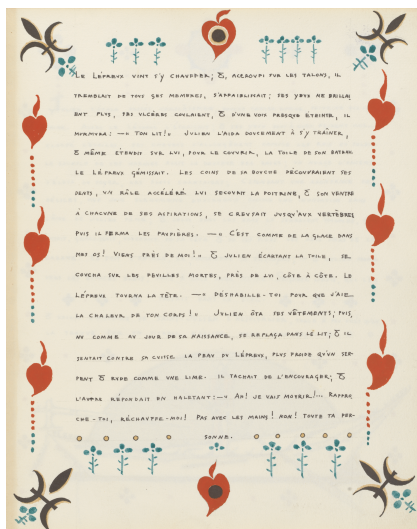 Le Lépreux vint s'y chauffer; & accroupi sur les talons, il
tremblait de tous ses membres, s'affaiblissait; ses yeux ne brillai
ent plus, ses ulcères coulaient, & d'une voix presque éteinte, il
murmura: —« Ton lit! » Julien l'aida doucement à s'y traîner,
& même étendit sur lui, pour le couvrir, la toile de son bateau.
Le Lépreux gémissait. Les coins de sa bouche découvraient ses
dents, un râle accéléré lui secouait la poitrine, & son ventre
à chacune de ses aspirations, se creusait jusqu'aux vertèbres
Puis il ferma les paupières. —« C'est comme de la glace dans
mes os! Viens près de moi! » & Julien écartant la toile, se
coucha sur les feuilles mortes, près de lui, côte à côte. Le
Lépreux tourna la tête. —« Déshabille-toi pour que j'aie
la chaleur de ton corps! » Julien ôta ses vêtements; puis,
nu comme au jour de sa naissance, se replaça dans le lit; & il
sentait contre sa cuisse la peau du Lépreux, plus froide qu'un ser-
pent & rude comme une lime. Il tâchait de l'encourager; &
l'autre répondait en haletant: —« Ah! Je vais mourir!... Rappro
che-toi, réchauffe-moi! Pas avec les mains! Non! Toute ta per-
sonne.